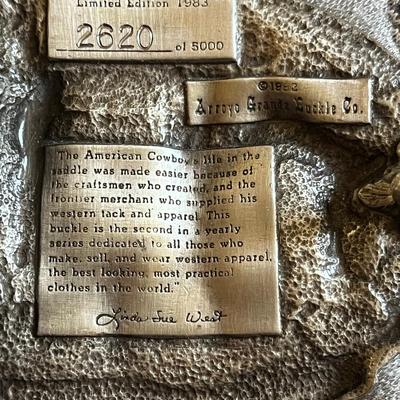 Limited Edition 1983
2620 of 5000
©1982
Arroyo Grande Buckle Co.
"The American Cowboy's life in the
saddle was made easier because of
the craftsmen who created, and the
frontier merchant who supplied his
western tack and apparel. This
buckle is the second in a yearly
series dedicated to all those who
make, sell, and wear western apparel,
the best looking, most practical
clothes in the world."
Linda Sue West